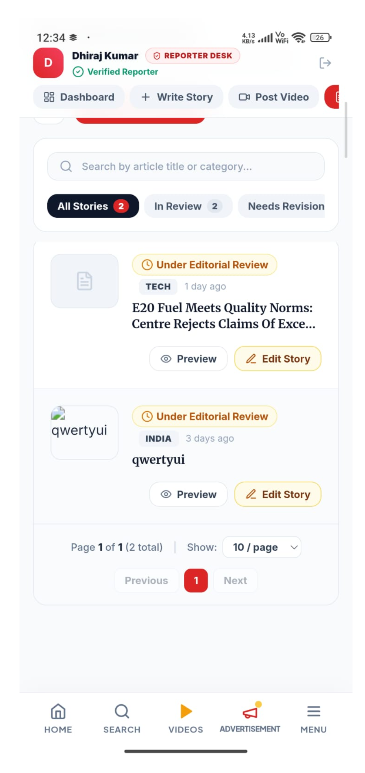 12:34
4.13 KB/s Vo WiFi 26
D
Dhiraj Kumar REPORTER DESK
Verified Reporter
Dashboard Write Story Post Video
Search by article title or category...
All Stories 2 In Review 2 Needs Revision
Under Editorial Review
TECH 1 day ago
E20 Fuel Meets Quality Norms:
Centre Rejects Claims Of Exce...
Preview Edit Story
qwertyui
Under Editorial Review
INDIA 3 days ago
qwertyui
Preview Edit Story
Page 1 of 1 (2 total) | Show: 10 / page
Previous 1 Next
HOME SEARCH VIDEOS ADVERTISEMENT MENU